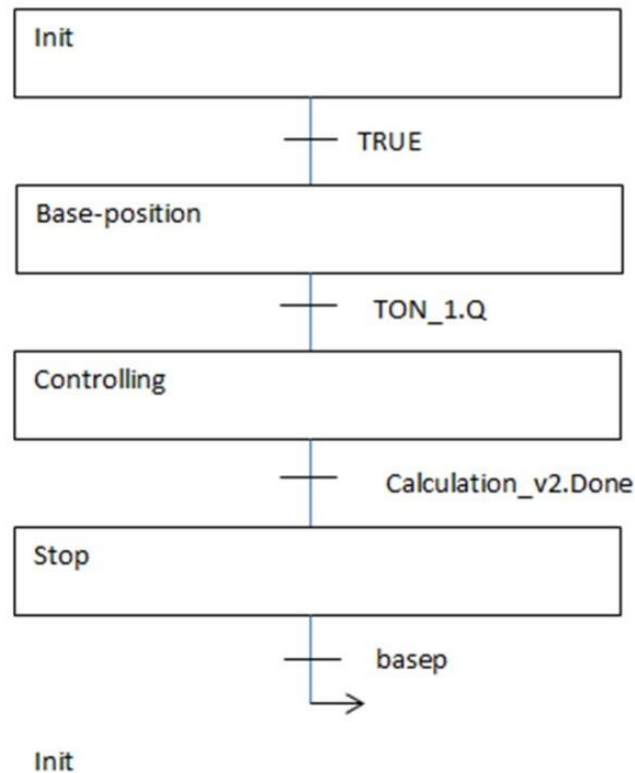 Init
TRUE
Base-position
TON_1.Q
Controlling
Calculation_v2.Done
Stop
basep
Init